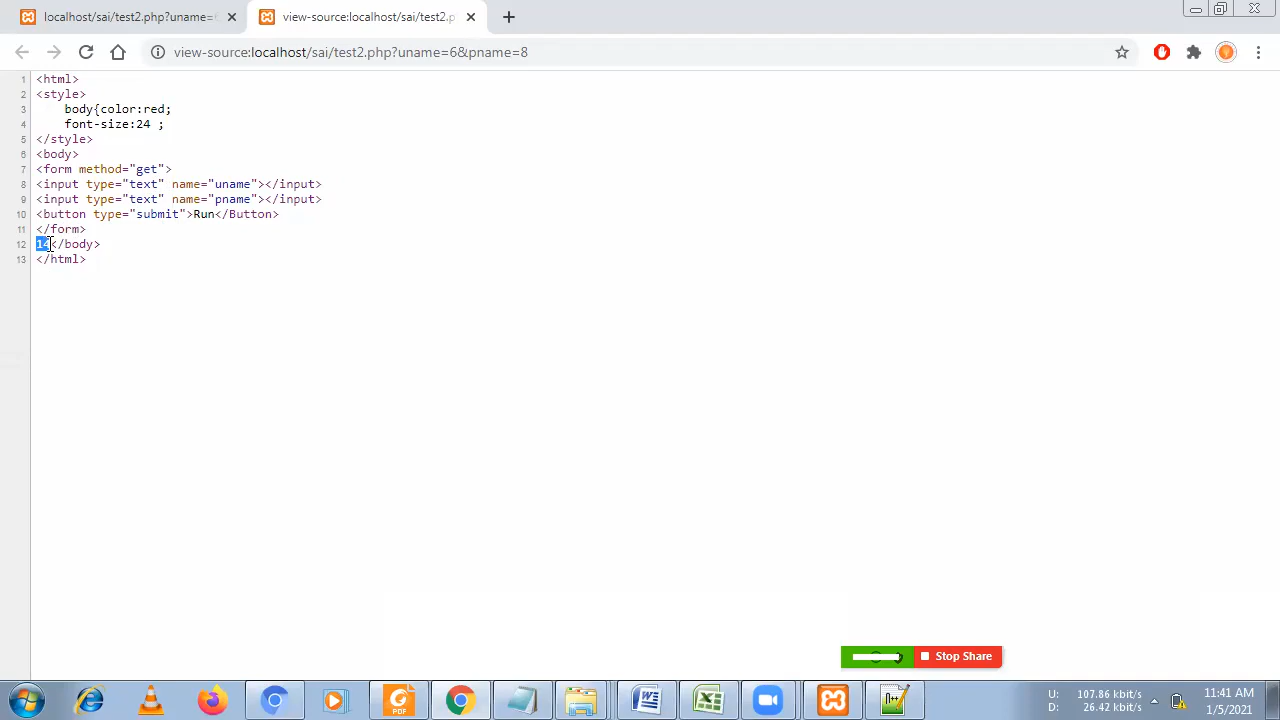 localhost/sai/test2.php?uname=
view-source:localhost/sai/test2.p
view-source:localhost/sai/test2.php?uname=6&pname=8
1 <html>
2 <style>
3 body{color:red;
4 font-size:24 ;
5 </style>
6 <body>
7 <form method="get">
8 <input type="text" name="uname"></input>
9 <input type="text" name="pname"></input>
10 <button type="submit">Run</Button>
11 </form>
12 14</body>
13 </html>
Stop Share
PDF
U: 107.86 kbit/s
D: 26.42 kbit/s
11:41 AM
1/5/2021